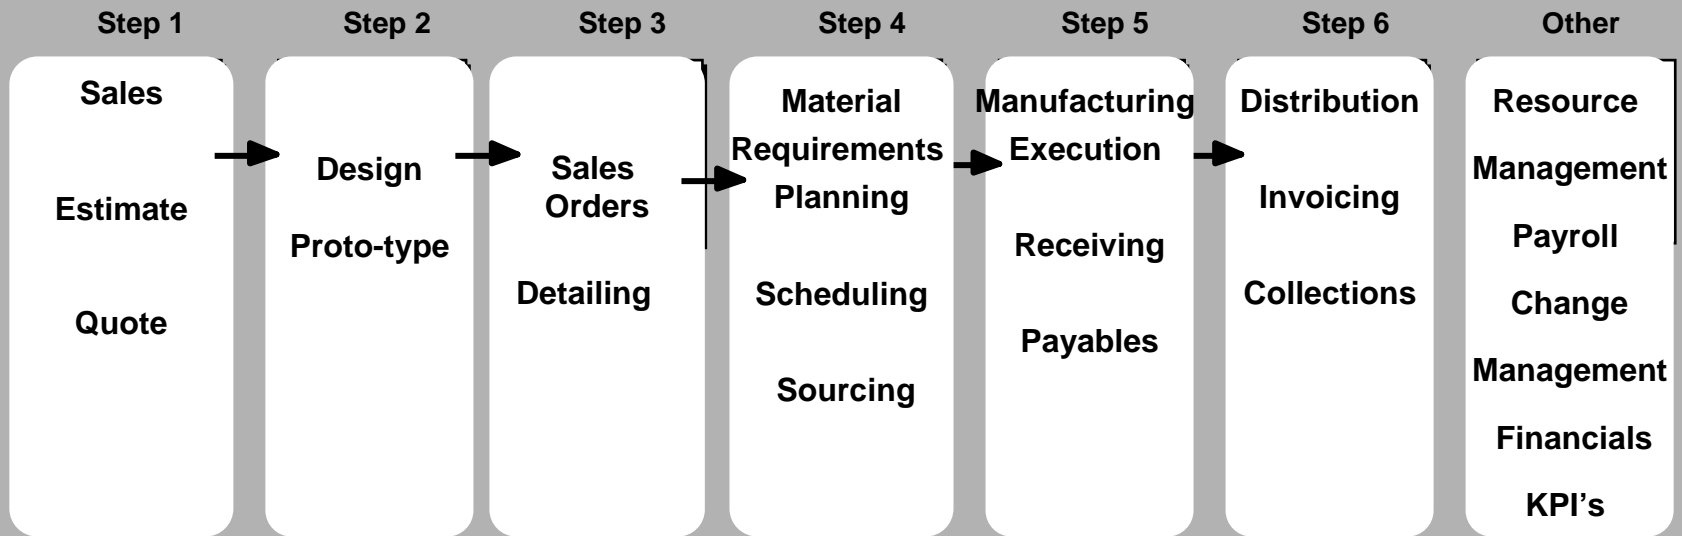 Step 1
Sales
Estimate
Quote
Step 2
Design
Proto-type
Step 3
Sales
Orders
Detailing
Step 4
Material
Requirements
Planning
Scheduling
Sourcing
Step 5
Manufacturing
Execution
Receiving
Payables
Step 6
Distribution
Invoicing
Collections
Other
Resource
Management
Payroll
Change
Management
Financials
KPI’s